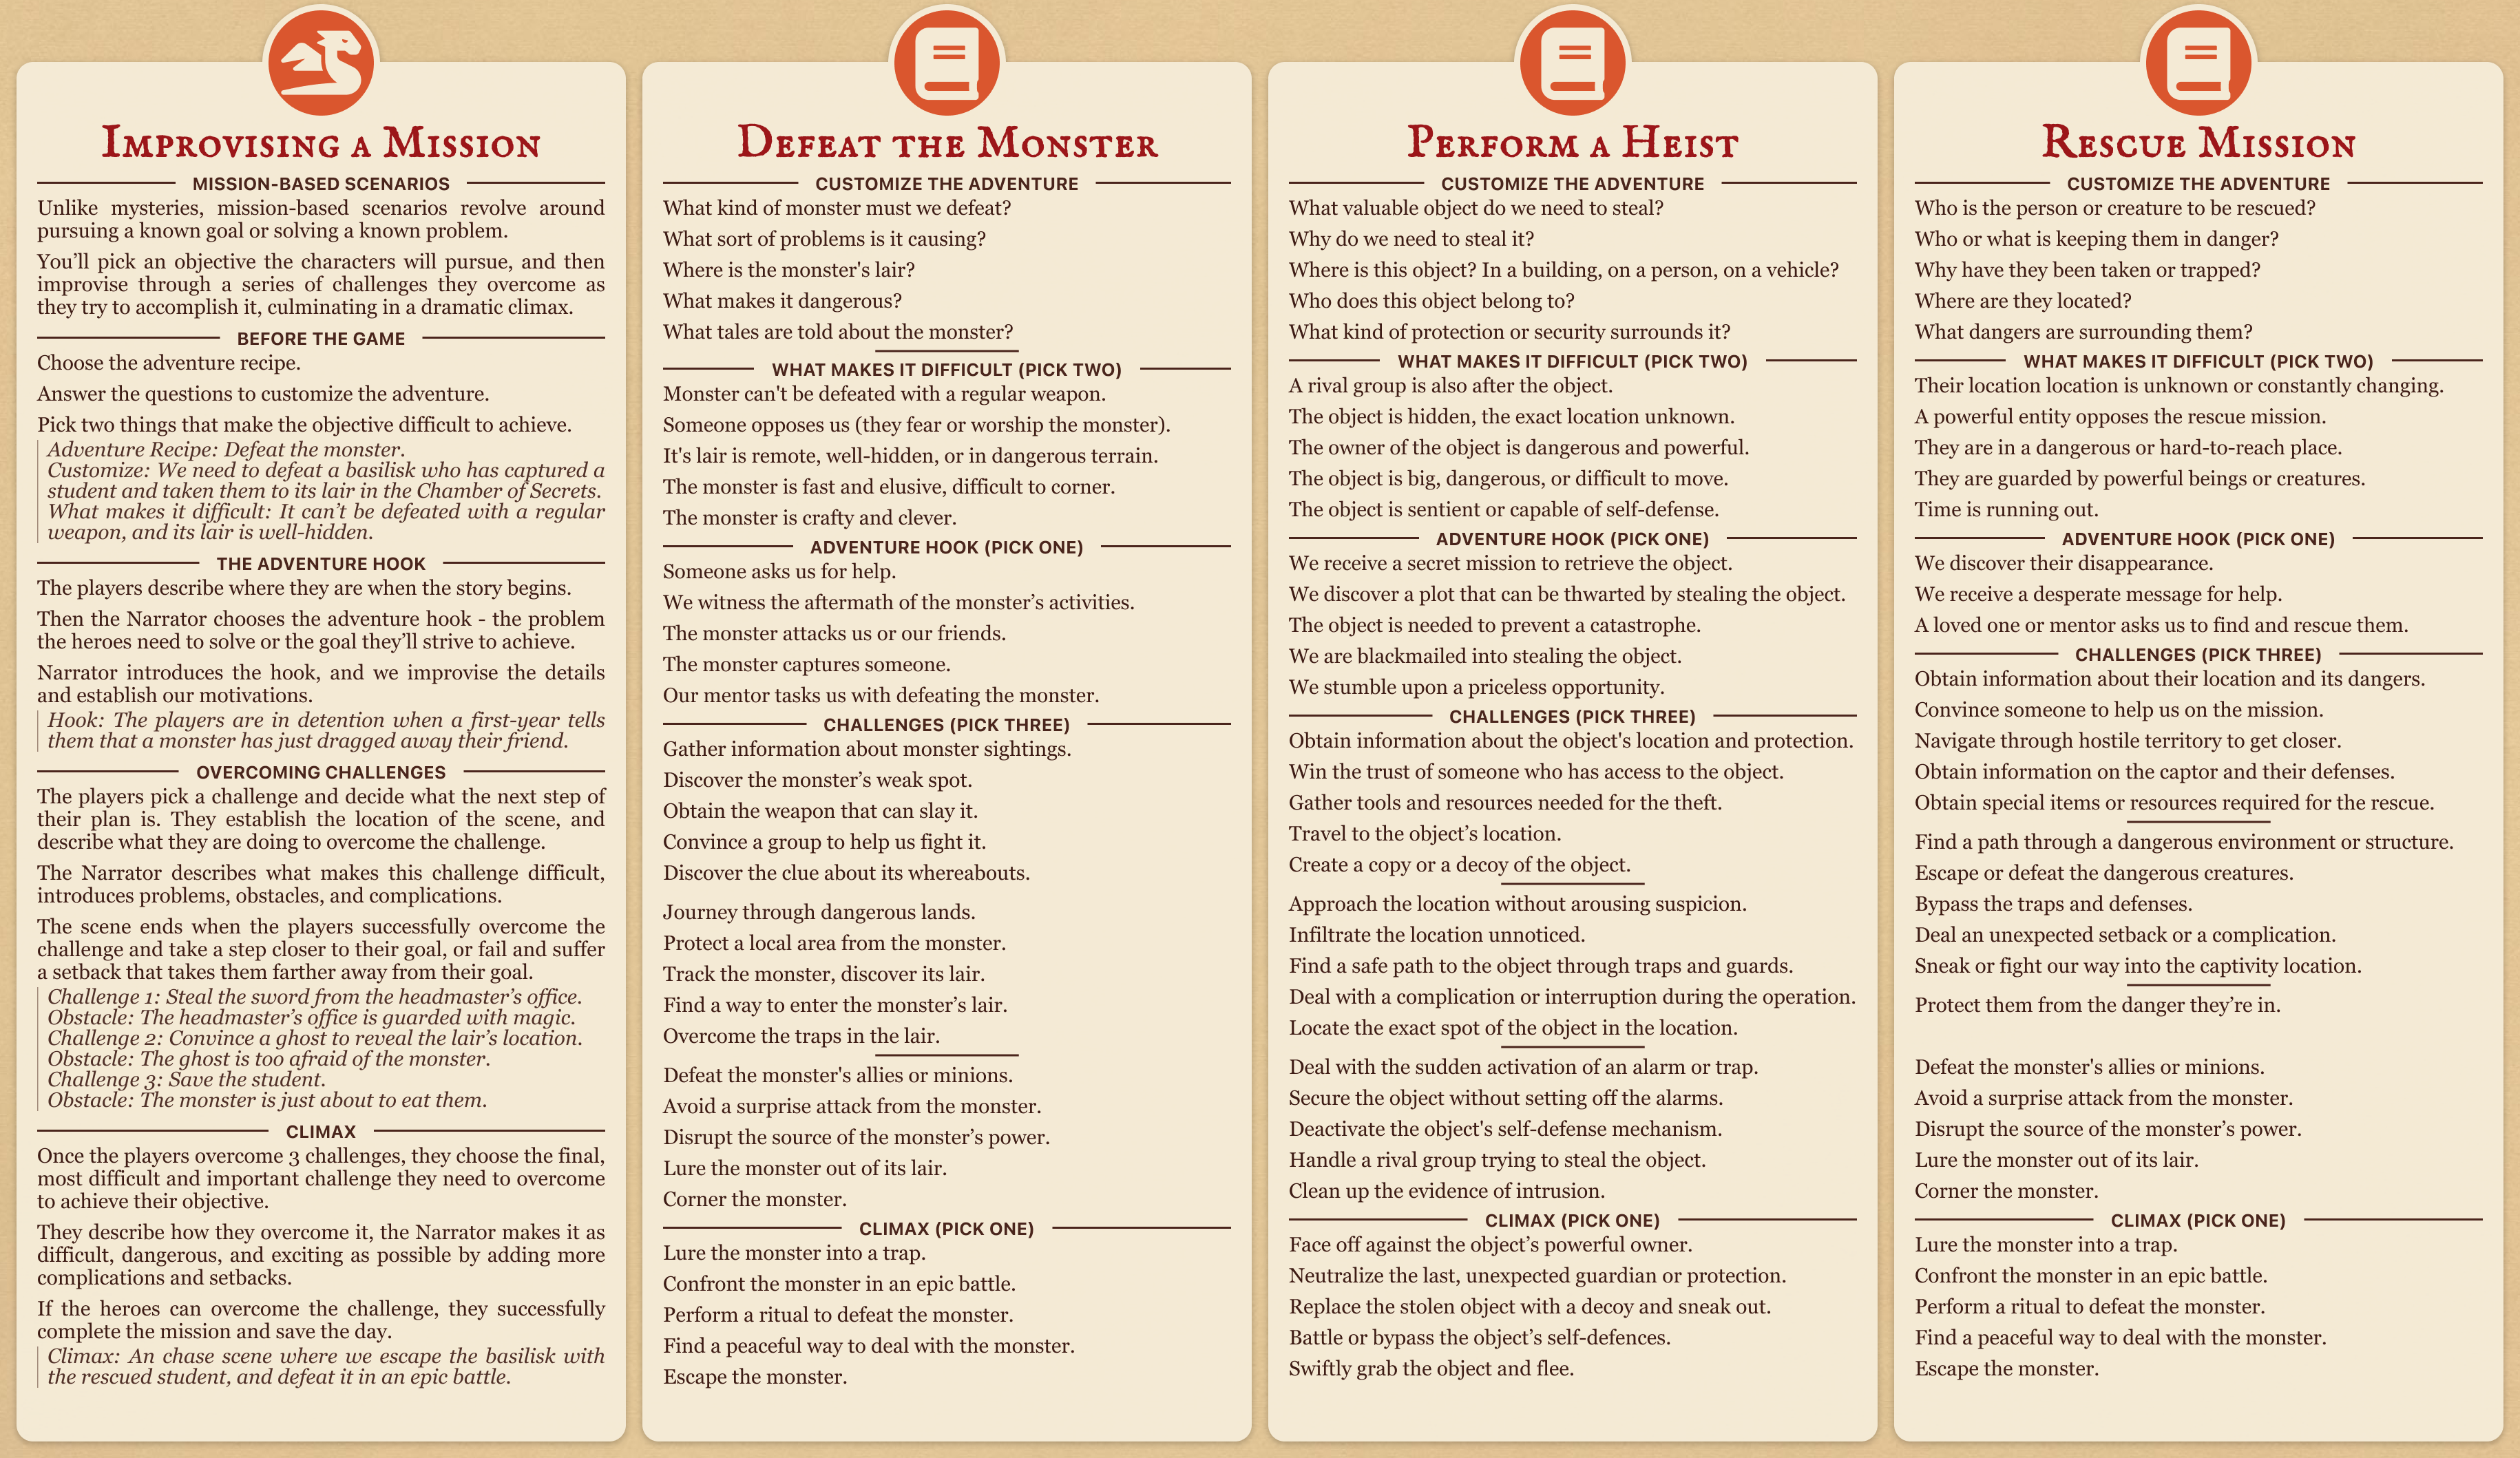 Improvising a Mission
MISSION-BASED SCENARIOS
Unlike mysteries, mission-based scenarios revolve around
pursuing a known goal or solving a known problem.
You’ll pick an objective the characters will pursue, and then
improvise through a series of challenges they overcome as
they try to accomplish it, culminating in a dramatic climax.
BEFORE THE GAME
Choose the adventure recipe.
Answer the questions to customize the adventure.
Pick two things that make the objective difficult to achieve.
Adventure Recipe: Defeat the monster.
Customize: We need to defeat a basilisk who has captured a
student and taken them to its lair in the Chamber of Secrets.
What makes it difficult: It can’t be defeated with a regular
weapon, and its lair is well-hidden.
THE ADVENTURE HOOK
The players describe where they are when the story begins.
Then the Narrator chooses the adventure hook - the problem
the heroes need to solve or the goal they’ll strive to achieve.
Narrator introduces the hook, and we improvise the details
and establish our motivations.
Hook: The players are in detention when a first-year tells
them that a monster has just dragged away their friend.
OVERCOMING CHALLENGES
The players pick a challenge and decide what the next step of
their plan is. They establish the location of the scene, and
describe what they are doing to overcome the challenge.
The Narrator describes what makes this challenge difficult,
introduces problems, obstacles, and complications.
The scene ends when the players successfully overcome the
challenge and take a step closer to their goal, or fail and suffer
a setback that takes them farther away from their goal.
Challenge 1: Steal the sword from the headmaster’s office.
Obstacle: The headmaster’s office is guarded with magic.
Challenge 2: Convince a ghost to reveal the lair’s location.
Obstacle: The ghost is too afraid of the monster.
Challenge 3: Save the student.
Obstacle: The monster is just about to eat them.
CLIMAX
Once the players overcome 3 challenges, they choose the final,
most difficult and important challenge they need to overcome
to achieve their objective.
They describe how they overcome it, the Narrator makes it as
difficult, dangerous, and exciting as possible by adding more
complications and setbacks.
If the heroes can overcome the challenge, they successfully
complete the mission and save the day.
Climax: An chase scene where we escape the basilisk with
the rescued student, and defeat it in an epic battle.
Defeat the Monster
CUSTOMIZE THE ADVENTURE
What kind of monster must we defeat?
What sort of problems is it causing?
Where is the monster's lair?
What makes it dangerous?
What tales are told about the monster?
WHAT MAKES IT DIFFICULT (PICK TWO)
Monster can't be defeated with a regular weapon.
Someone opposes us (they fear or worship the monster).
It's lair is remote, well-hidden, or in dangerous terrain.
The monster is fast and elusive, difficult to corner.
The monster is crafty and clever.
ADVENTURE HOOK (PICK ONE)
Someone asks us for help.
We witness the aftermath of the monster’s activities.
The monster attacks us or our friends.
The monster captures someone.
Our mentor tasks us with defeating the monster.
CHALLENGES (PICK THREE)
Gather information about monster sightings.
Discover the monster’s weak spot.
Obtain the weapon that can slay it.
Convince a group to help us fight it.
Discover the clue about its whereabouts.
Journey through dangerous lands.
Protect a local area from the monster.
Track the monster, discover its lair.
Find a way to enter the monster’s lair.
Overcome the traps in the lair.
Defeat the monster's allies or minions.
Avoid a surprise attack from the monster.
Disrupt the source of the monster’s power.
Lure the monster out of its lair.
Corner the monster.
CLIMAX (PICK ONE)
Lure the monster into a trap.
Confront the monster in an epic battle.
Perform a ritual to defeat the monster.
Find a peaceful way to deal with the monster.
Escape the monster.
Perform a Heist
CUSTOMIZE THE ADVENTURE
What valuable object do we need to steal?
Why do we need to steal it?
Where is this object? In a building, on a person, on a vehicle?
Who does this object belong to?
What kind of protection or security surrounds it?
WHAT MAKES IT DIFFICULT (PICK TWO)
A rival group is also after the object.
The object is hidden, the exact location unknown.
The owner of the object is dangerous and powerful.
The object is big, dangerous, or difficult to move.
The object is sentient or capable of self-defense.
ADVENTURE HOOK (PICK ONE)
We receive a secret mission to retrieve the object.
We discover a plot that can be thwarted by stealing the object.
The object is needed to prevent a catastrophe.
We are blackmailed into stealing the object.
We stumble upon a priceless opportunity.
CHALLENGES (PICK THREE)
Obtain information about the object's location and protection.
Win the trust of someone who has access to the object.
Gather tools and resources needed for the theft.
Travel to the object’s location.
Create a copy or a decoy of the object.
Approach the location without arousing suspicion.
Infiltrate the location unnoticed.
Find a safe path to the object through traps and guards.
Deal with a complication or interruption during the operation.
Locate the exact spot of the object in the location.
Deal with the sudden activation of an alarm or trap.
Secure the object without setting off the alarms.
Deactivate the object's self-defense mechanism.
Handle a rival group trying to steal the object.
Clean up the evidence of intrusion.
CLIMAX (PICK ONE)
Face off against the object’s powerful owner.
Neutralize the last, unexpected guardian or protection.
Replace the stolen object with a decoy and sneak out.
Battle or bypass the object’s self-defences.
Swiftly grab the object and flee.
Rescue Mission
CUSTOMIZE THE ADVENTURE
Who is the person or creature to be rescued?
Who or what is keeping them in danger?
Why have they been taken or trapped?
Where are they located?
What dangers are surrounding them?
WHAT MAKES IT DIFFICULT (PICK TWO)
Their location location is unknown or constantly changing.
A powerful entity opposes the rescue mission.
They are in a dangerous or hard-to-reach place.
They are guarded by powerful beings or creatures.
Time is running out.
ADVENTURE HOOK (PICK ONE)
We discover their disappearance.
We receive a desperate message for help.
A loved one or mentor asks us to find and rescue them.
CHALLENGES (PICK THREE)
Obtain information about their location and its dangers.
Convince someone to help us on the mission.
Navigate through hostile territory to get closer.
Obtain information on the captor and their defenses.
Obtain special items or resources required for the rescue.
Find a path through a dangerous environment or structure.
Escape or defeat the dangerous creatures.
Bypass the traps and defenses.
Deal an unexpected setback or a complication.
Sneak or fight our way into the captivity location.
Protect them from the danger they’re in.
Defeat the monster's allies or minions.
Avoid a surprise attack from the monster.
Disrupt the source of the monster’s power.
Lure the monster out of its lair.
Corner the monster.
CLIMAX (PICK ONE)
Lure the monster into a trap.
Confront the monster in an epic battle.
Perform a ritual to defeat the monster.
Find a peaceful way to deal with the monster.
Escape the monster.